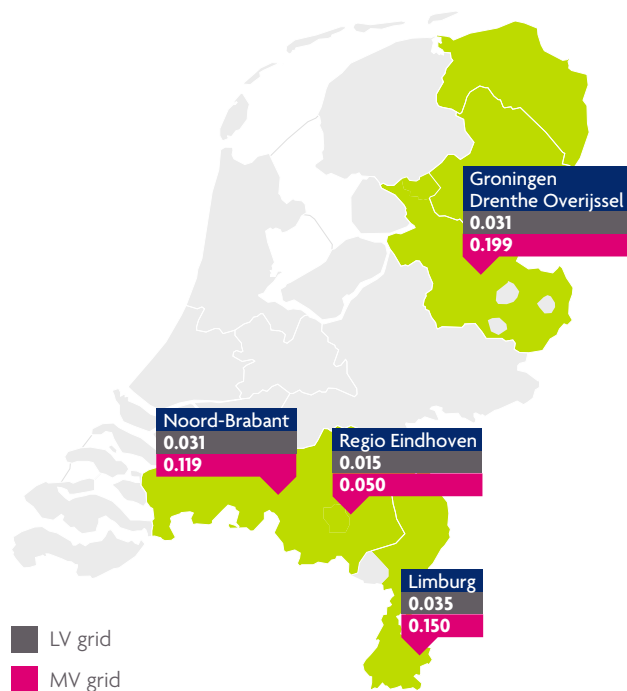 Groningen
Drenthe Overijssel
0.031
0.199
Noord-Brabant
0.031
0.119
Regio Eindhoven
0.015
0.050
Limburg
0.035
0.150
LV grid
MV grid